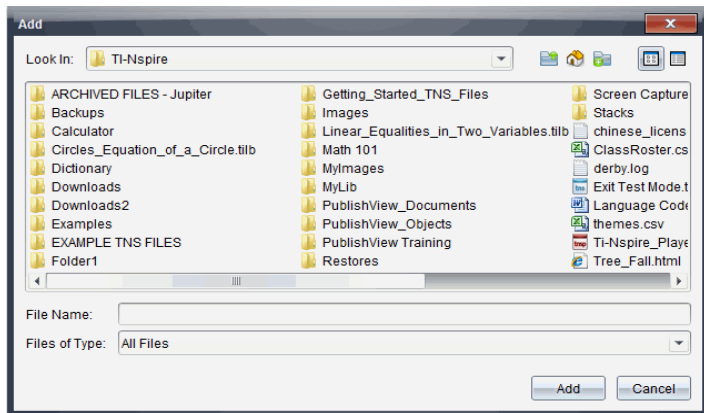 Add
Look In: TI-Nspire
ARCHIVED FILES - Jupiter
Backups
Calculator
Circles_Equation_of_a_Circle.tilb
Dictionary
Downloads
Downloads2
Examples
EXAMPLE TNS FILES
Folder1
Getting_Started_TNS_Files
Images
Linear_Equalities_in_Two_Variables.tilb
Math 101
MyImages
MyLib
PublishView_Documents
PublishView_Objects
PublishView Training
Restores
Screen Capture
Stacks
chinese_licens
ClassRoster.cs
derby.log
Exit Test Mode.t
Language Code
themes.csv
Ti-Nspire_Playe
Tree_Fall.html
File Name:
Files of Type: All Files
Add Cancel